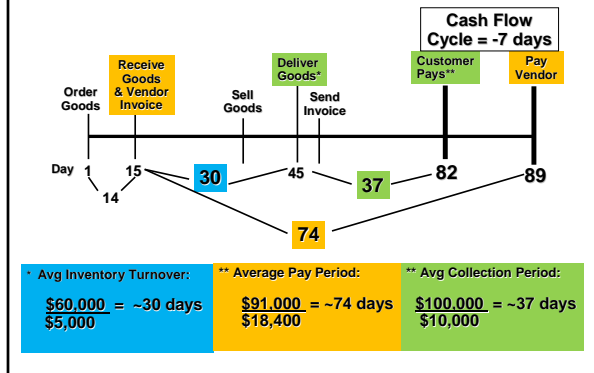 Cash Flow
Cycle = -7 days
Receive
Goods
& Vendor
Invoice
Deliver
Goods*
Customer
Pays**
Pay
Vendor
Order
Goods
Sell
Goods
Send
Invoice
Day 1 15 30 45 37 82 89
14
74
* Avg Inventory Turnover:
$60,000 = ~30 days
$5,000
** Average Pay Period:
$91,000 = ~74 days
$18,400
** Avg Collection Period:
$100,000 = ~37 days
$10,000